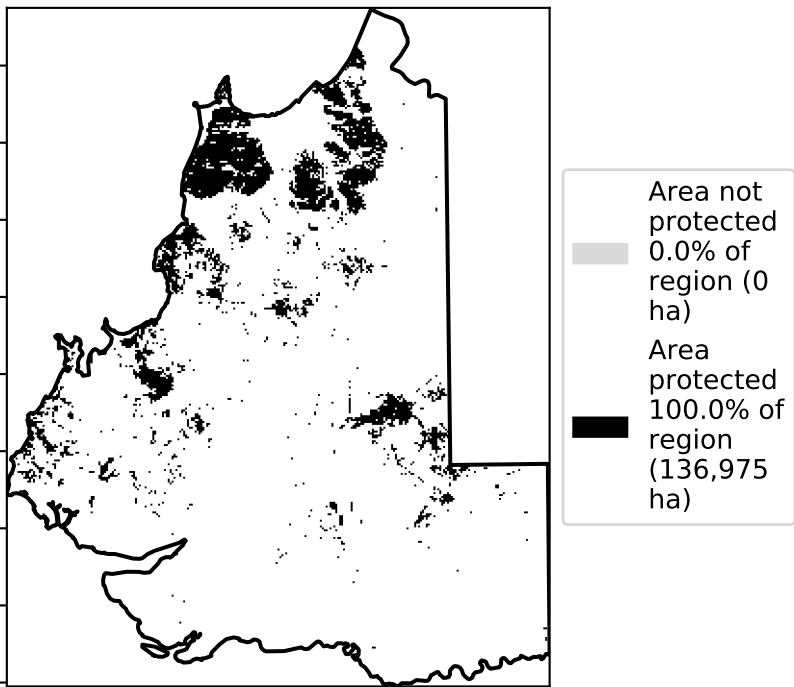 Area not
protected
0.0% of
region (0
ha)
Area
protected
100.0% of
region
(136,975
ha)